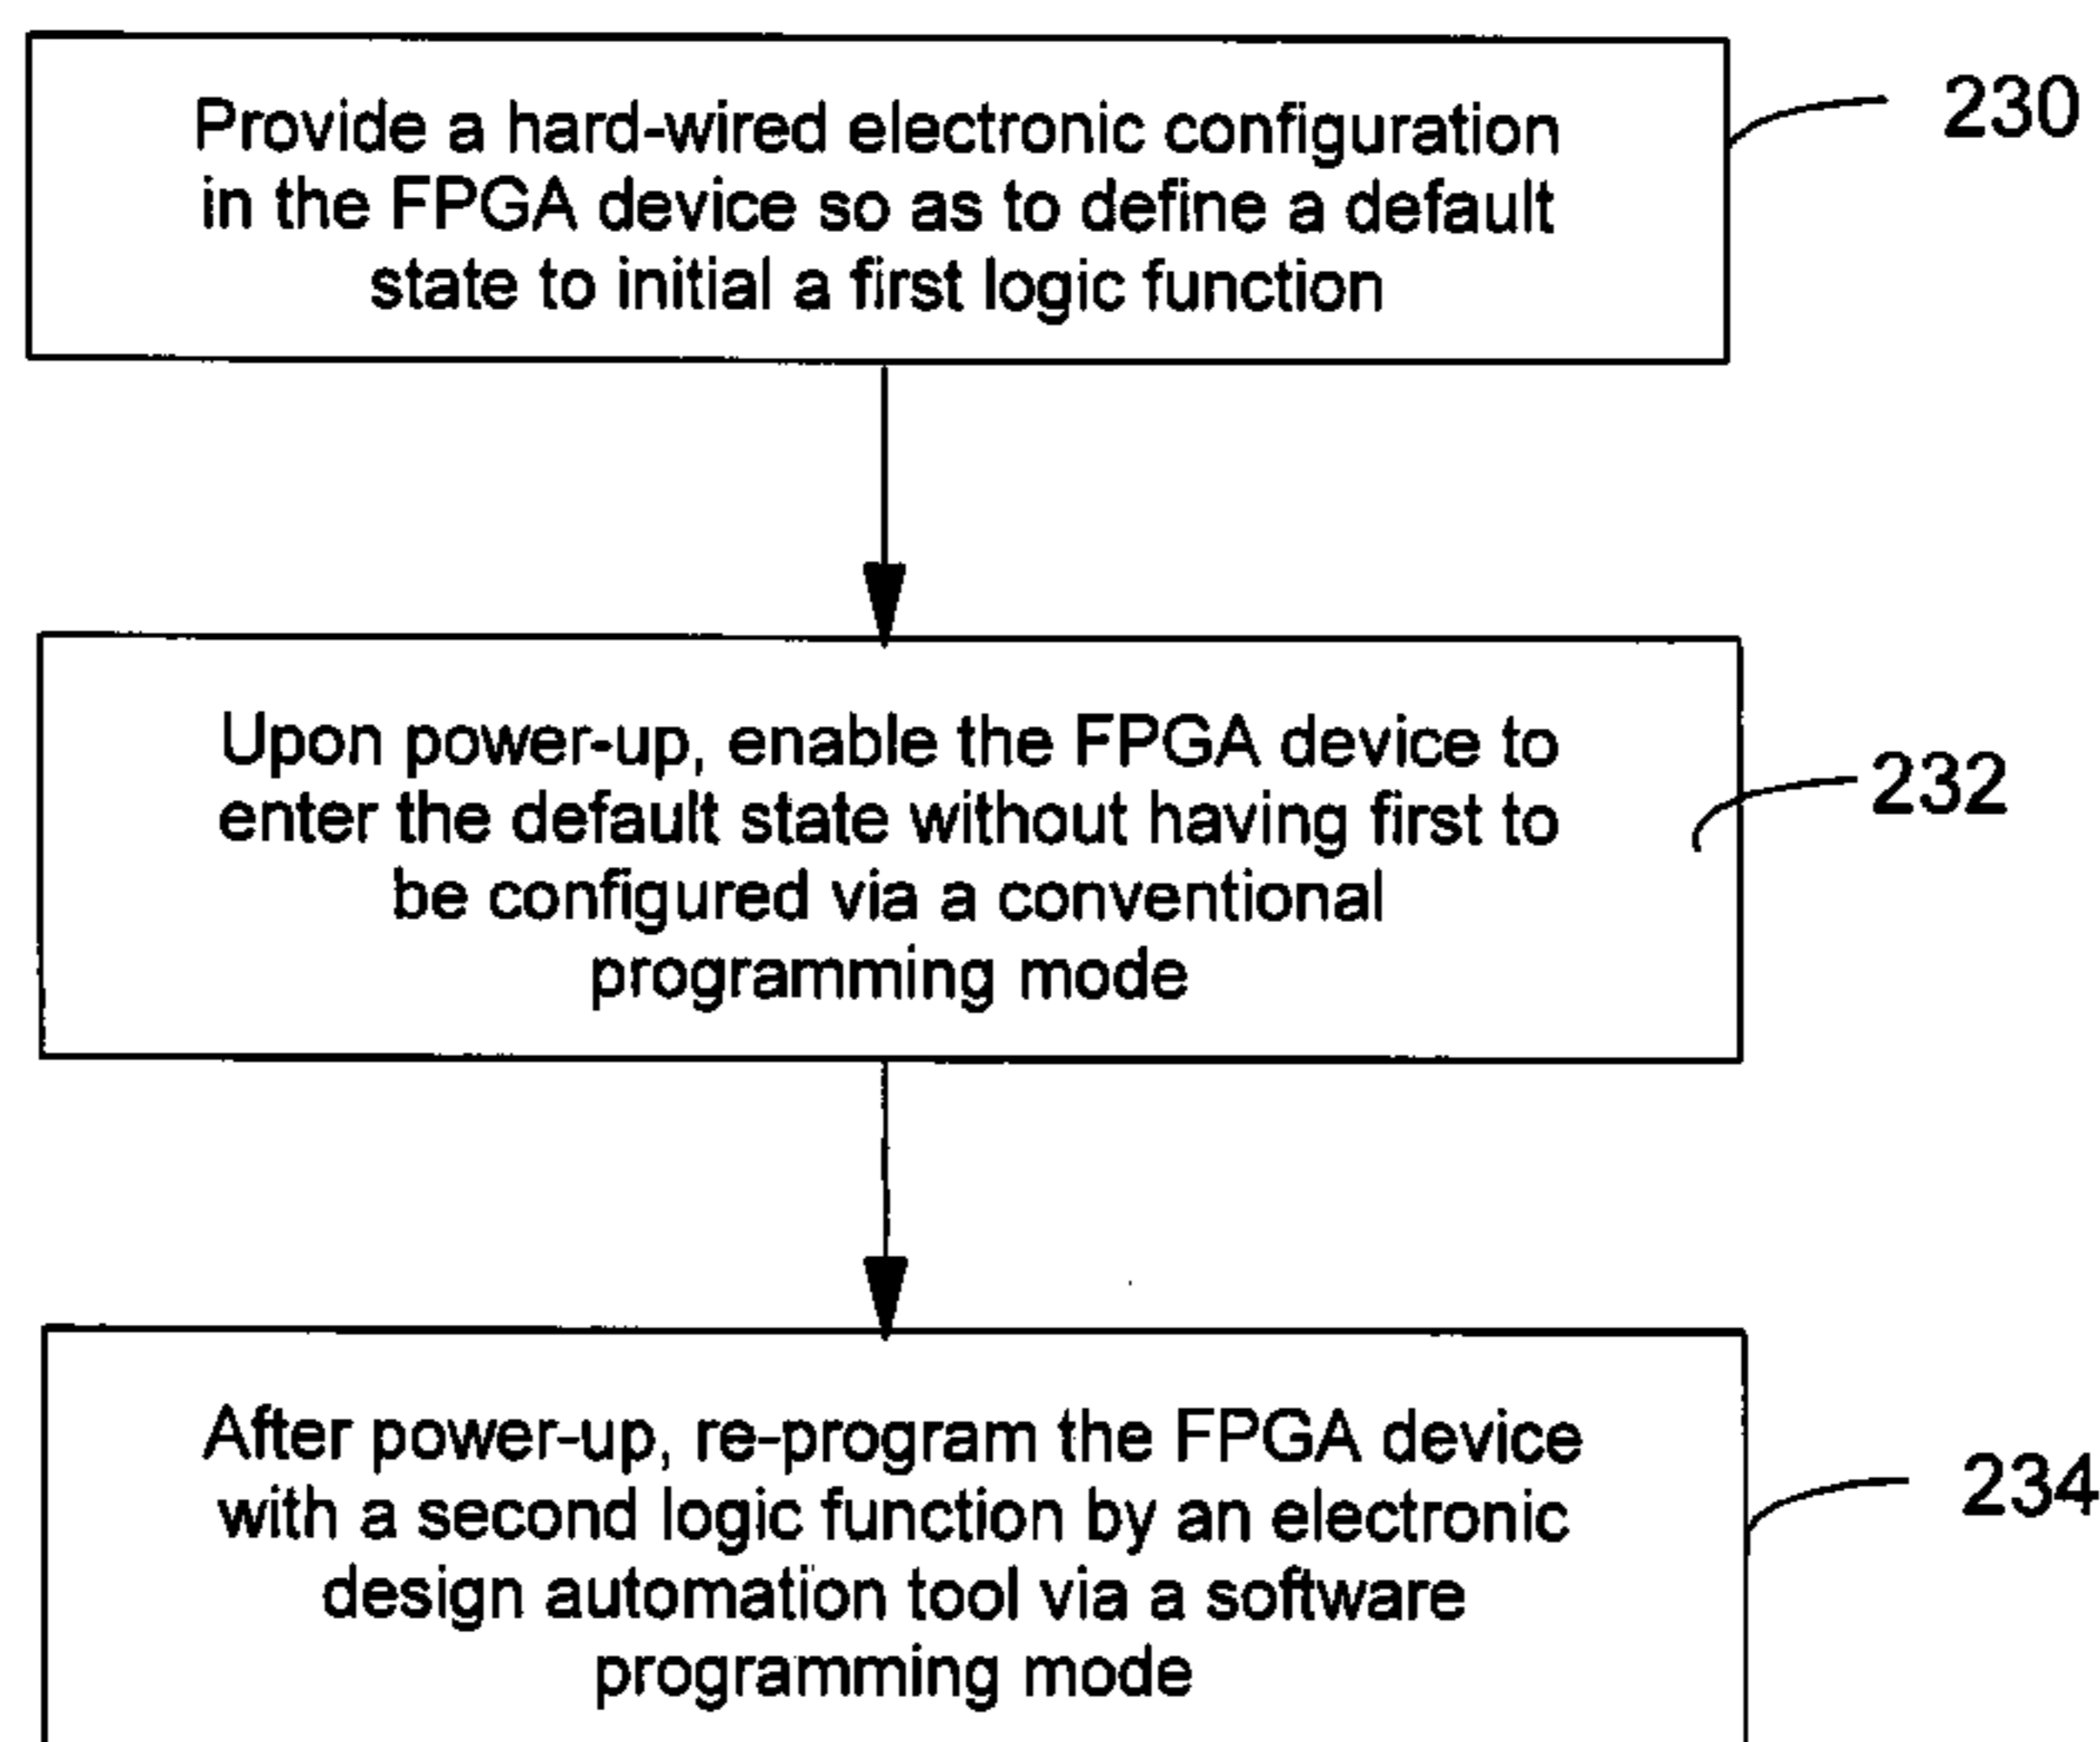 Provide a hard-wired electronic configuration
in the FPGA device so as to define a default
state to initial a first logic function
230
Upon power-up, enable the FPGA device to
enter the default state without having first to
be configured via a conventional
programming mode
232
After power-up, re-program the FPGA device
with a second logic function by an electronic
design automation tool via a software
programming mode
234